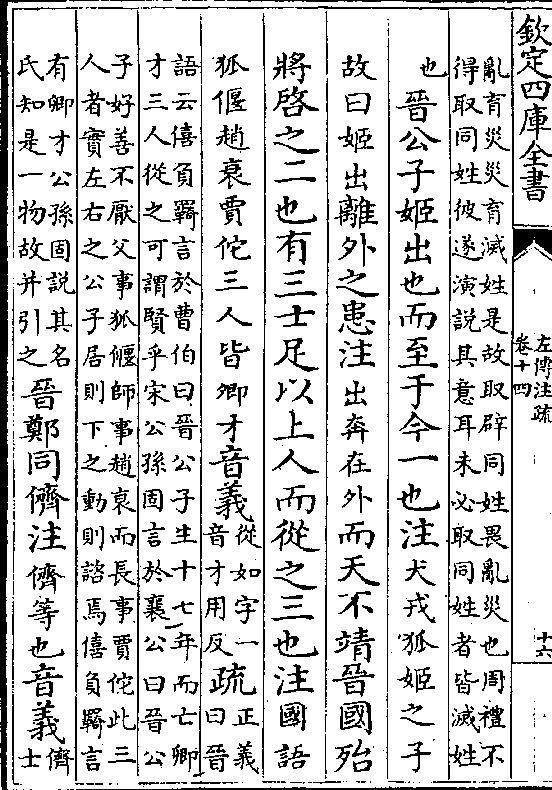 欽定四庫全書
左傳注疏
卷十四
十六
亂育災災育滅姓是故取辟同姓畏亂災也周禮不
得取同姓彼遂演說其意耳未必取同姓者皆滅姓
也晉公子姬出也而至于今一也注犬戎狐姬之子
故曰姬出離外之患注出奔在外而天不靖晉國殆
將啓之二也有三士足以上人而從之三也注國語
狐偃趙衰賈佗三人皆卿才音義
從如字一
音才用反
疏
正義
曰晉
語云僖負羈言於曹伯曰晉公子生十七年而亡卿
才三人從之可謂賢乎宋公孫固言於襄公曰晉公
子好善不厭父事狐偃師事趙衰而長事賈佗此三
人者實左右之公子居則下之動則諮焉僖負羈言
有卿才公孫固說其名
氏知是一物故并引之
晉鄭同儕注儕等也音義
儕
士